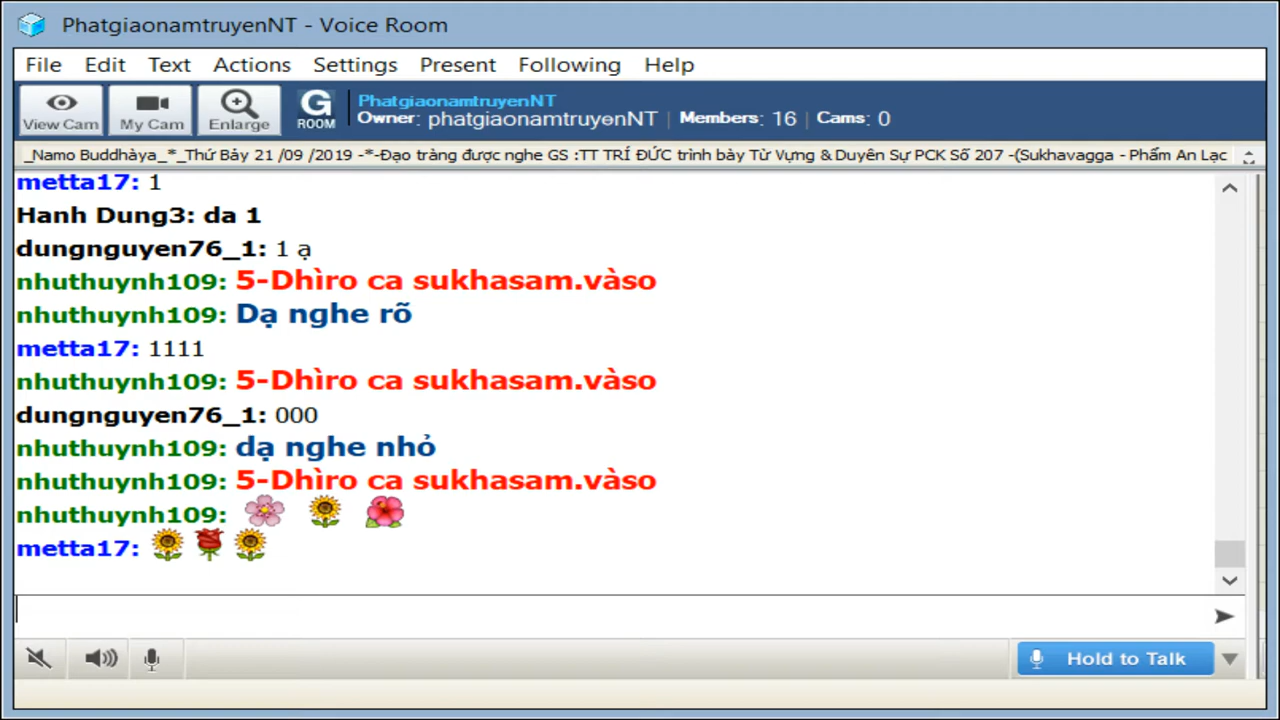 PhatgiaonamtruyenNT - Voice Room
File Edit Text Actions Settings Present Following Help
View Cam My Cam Enlarge G ROOM
PhatgiaonamtruyenNT
Owner: phatgiaonamtruyenNT Members: 16 Cams: 0
_Namo Buddhàya_*_Thứ Bảy 21 /09 /2019 -*-Đạo tràng được nghe GS :TT TRÍ ĐỨC trình bày Từ Vựng & Duyên Sự PCK Số 207 -(Sukhavagga - Phẩm An Lạc
metta17: 1
Hanh Dung3: da 1
dungnguyen76_1: 1 ạ
nhuthuynh109: 5-Dhìro ca sukhasam.vàso
nhuthuynh109: Dạ nghe rõ
metta17: 1111
nhuthuynh109: 5-Dhìro ca sukhasam.vàso
dungnguyen76_1: 000
nhuthuynh109: dạ nghe nhỏ
nhuthuynh109: 5-Dhìro ca sukhasam.vàso
nhuthuynh109:
metta17:
Hold to Talk